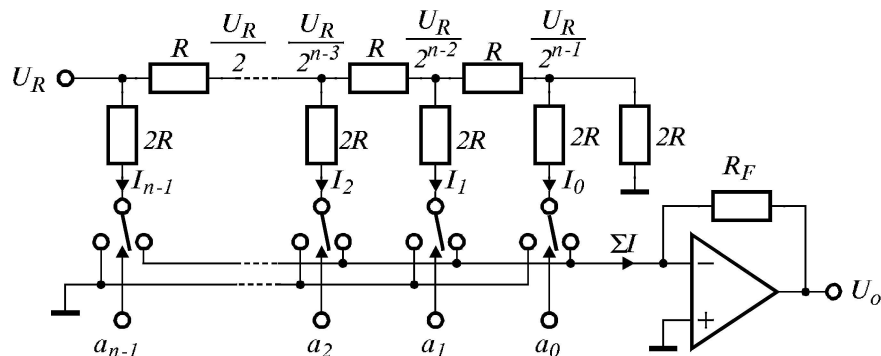 R U_R/2 U_R/2^{n-3} R U_R/2^{n-2} R U_R/2^{n-1}
U_R
2R 2R 2R 2R 2R
R_F
I_{n-1} I_2 I_1 I_0
ΣI
− +
U_o
a_{n-1} a_2 a_1 a_0